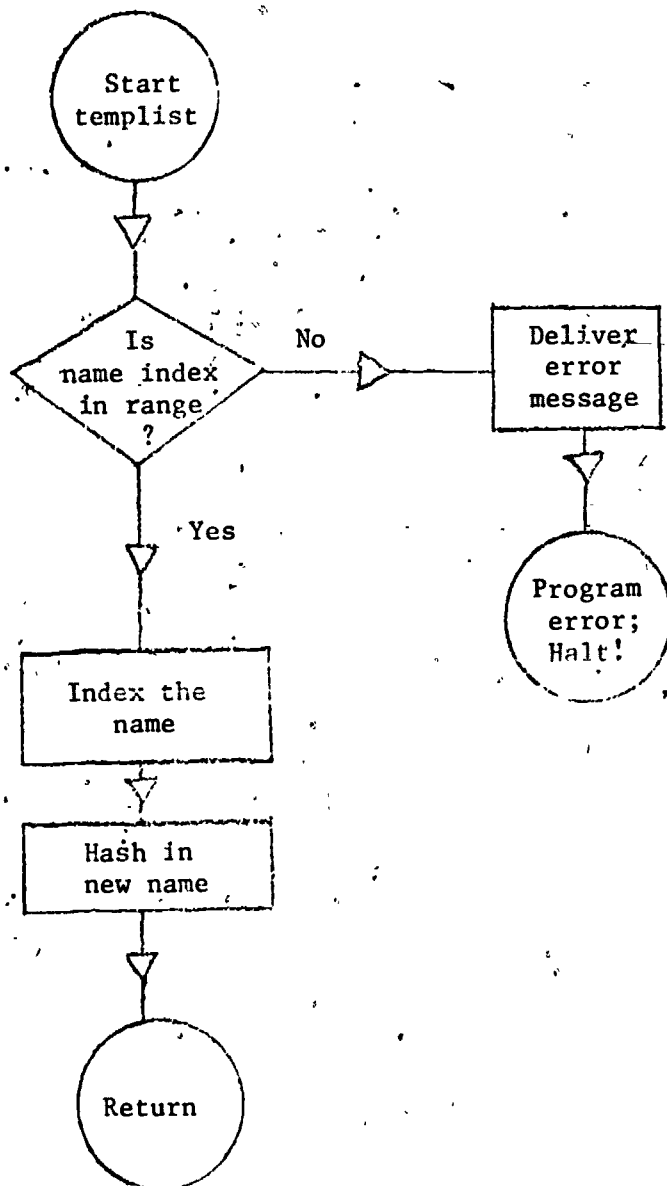 Start
templist
Is
name index
in range
?
No
Deliver
error
message
Yes
Program
error;
Halt!
Index the
name
Hash in
new name
Return